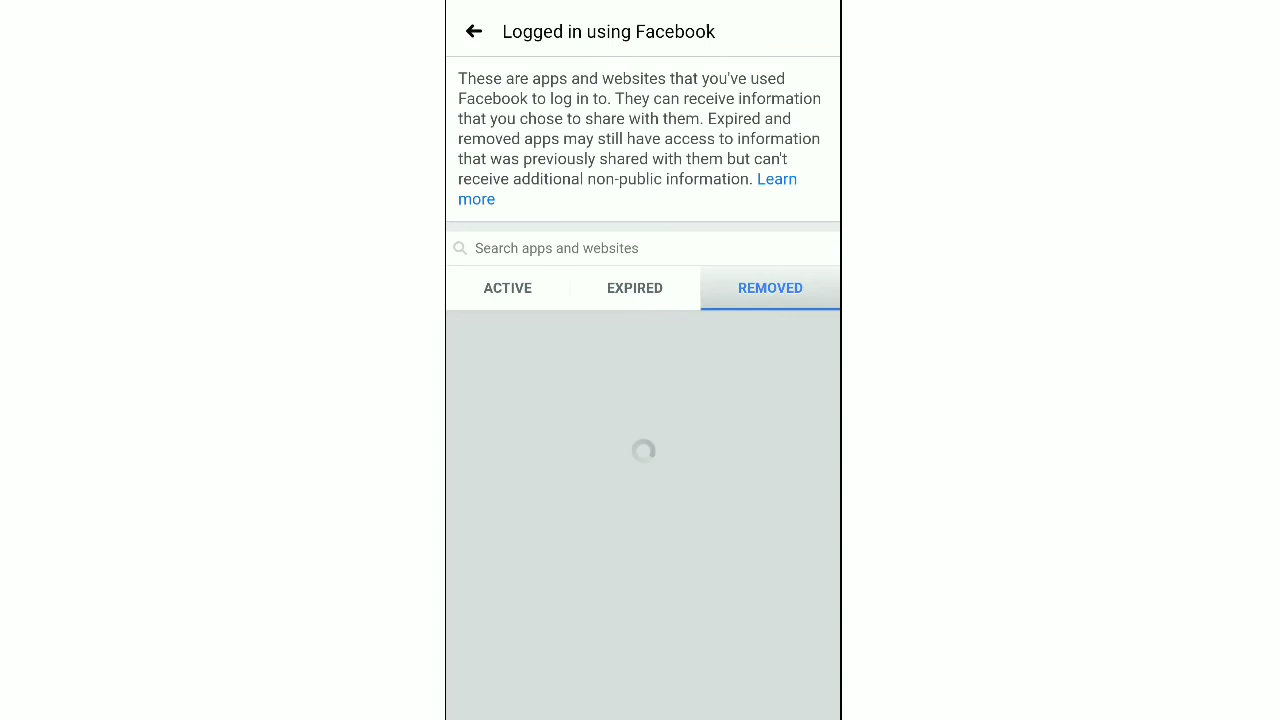 Logged in using Facebook
These are apps and websites that you've used
Facebook to log in to. They can receive information
that you chose to share with them. Expired and
removed apps may still have access to information
that was previously shared with them but can't
receive additional non-public information. Learn
more
Search apps and websites
ACTIVE EXPIRED REMOVED